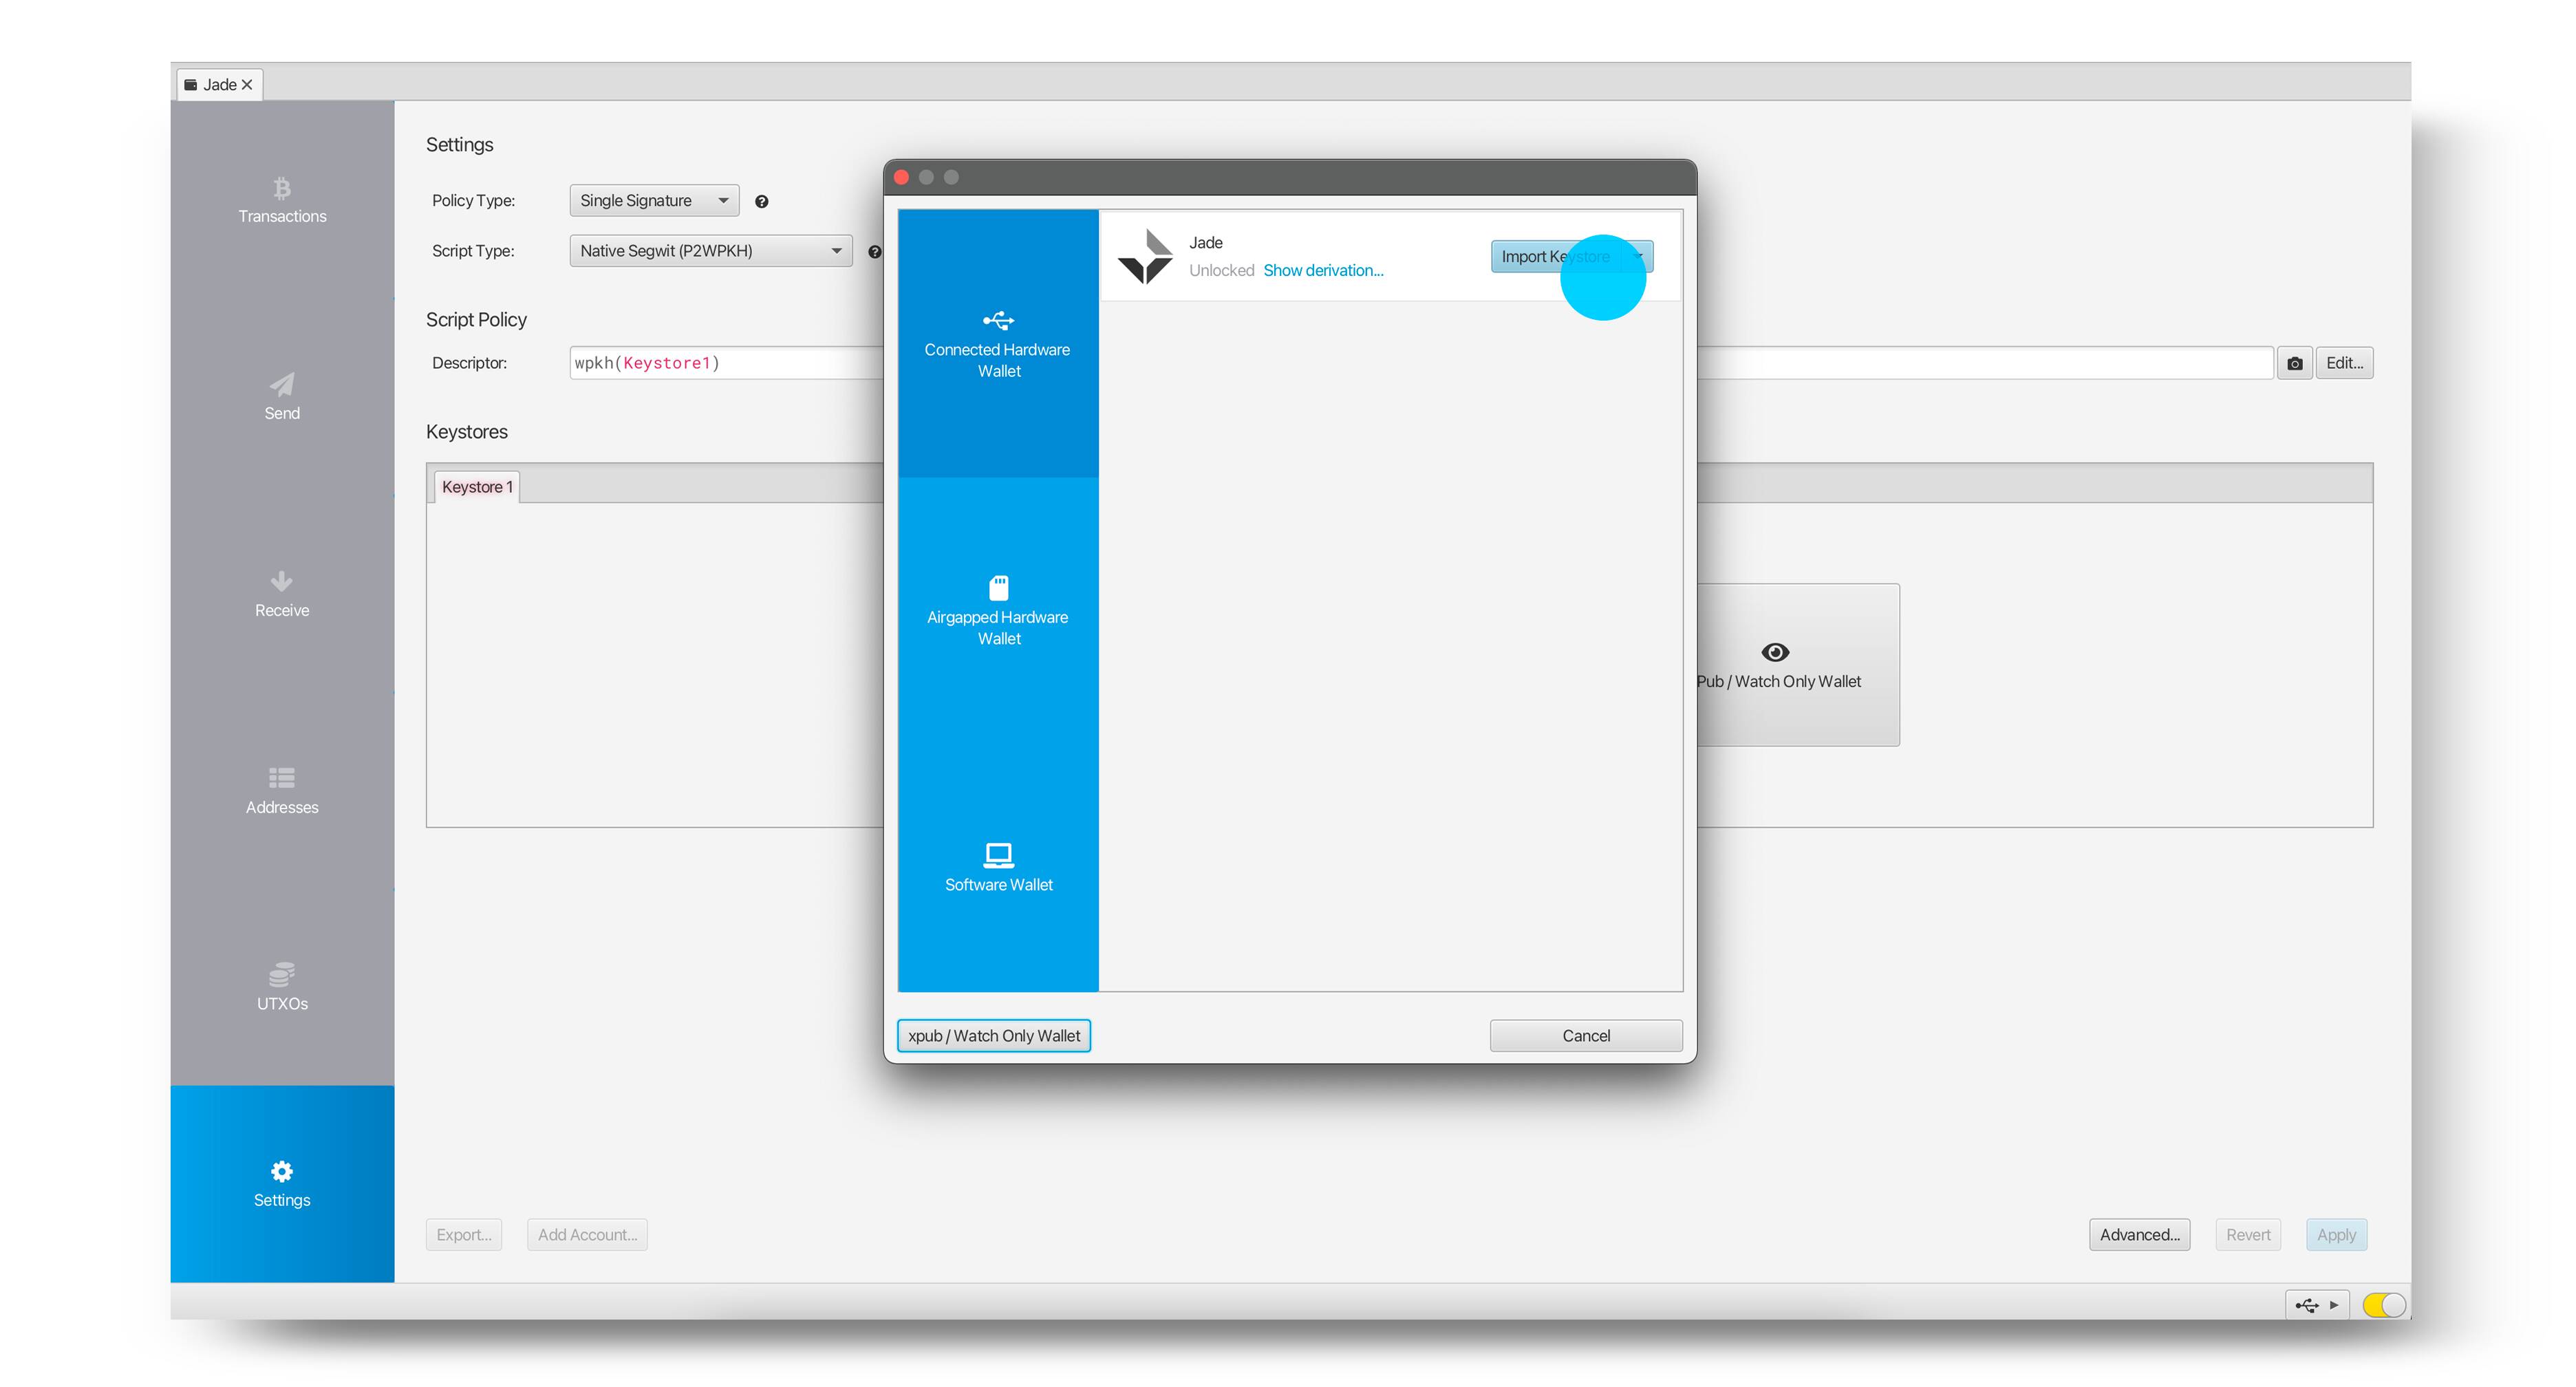 Jade
Transactions
Send
Receive
Addresses
UTXOs
Settings
Settings
Policy Type:
Single Signature
Script Type:
Native Segwit (P2WPKH)
Script Policy
Descriptor:
wpkh(Keystore1)
Edit...
Keystores
Keystore 1
Pub / Watch Only Wallet
Export...
Add Account...
Advanced...
Revert
Apply
Connected Hardware
Wallet
Airgapped Hardware
Wallet
Software Wallet
Jade
Unlocked Show derivation...
Import Keystore
xpub / Watch Only Wallet
Cancel